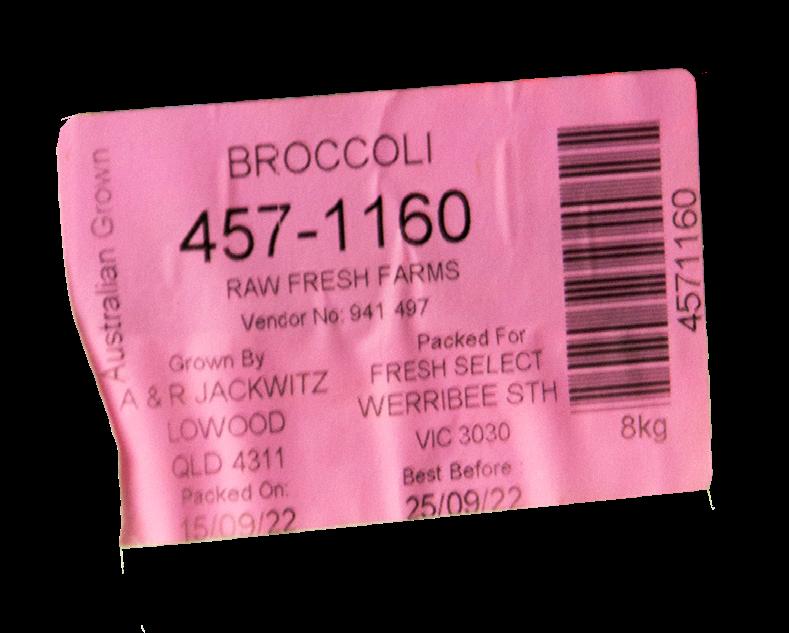 Australian Grown
BROCCOLI
457-1160
RAW FRESH FARMS
Vendor No: 941 497
Grown By
A & R JACKWITZ
LOWOOD
QLD 4311
Packed On:
15/09/22
Packed For
FRESH SELECT
WERRIBEE STH
VIC 3030
Best Before :
25/09/22
4571160
8kg